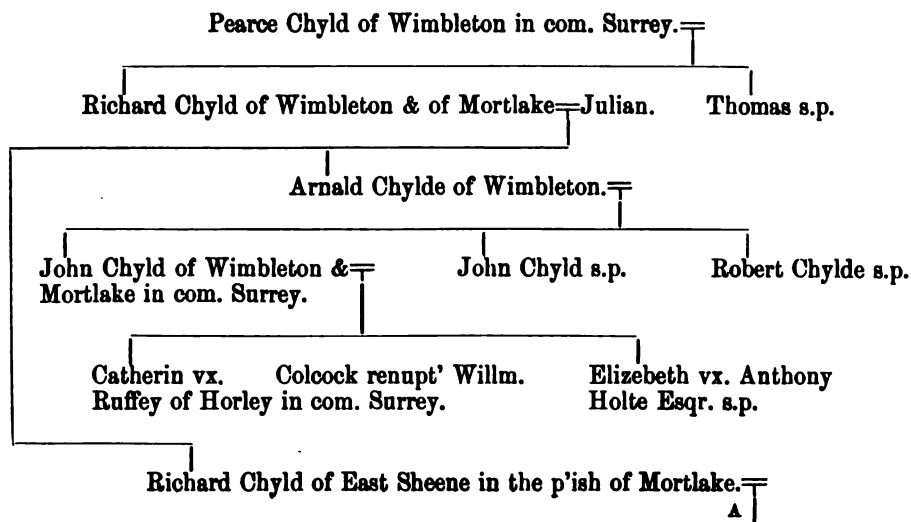 Pearce Chyld of Wimbleton in com. Surrey.
Richard Chyld of Wimbleton & of Mortlake=Julian. Thomas s.p.
Arnald Chylde of Wimbleton.
John Chyld of Wimbleton &
Mortlake in com. Surrey.
John Chyld s.p.
Robert Chylde s.p.
Catherin vx. Colcock renupt' Willm.
Ruffey of Horley in com. Surrey.
Elizebeth vx. Anthony
Holte Esqr. s.p.
Richard Chyld of East Sheene in the p'ish of Mortlake.
A